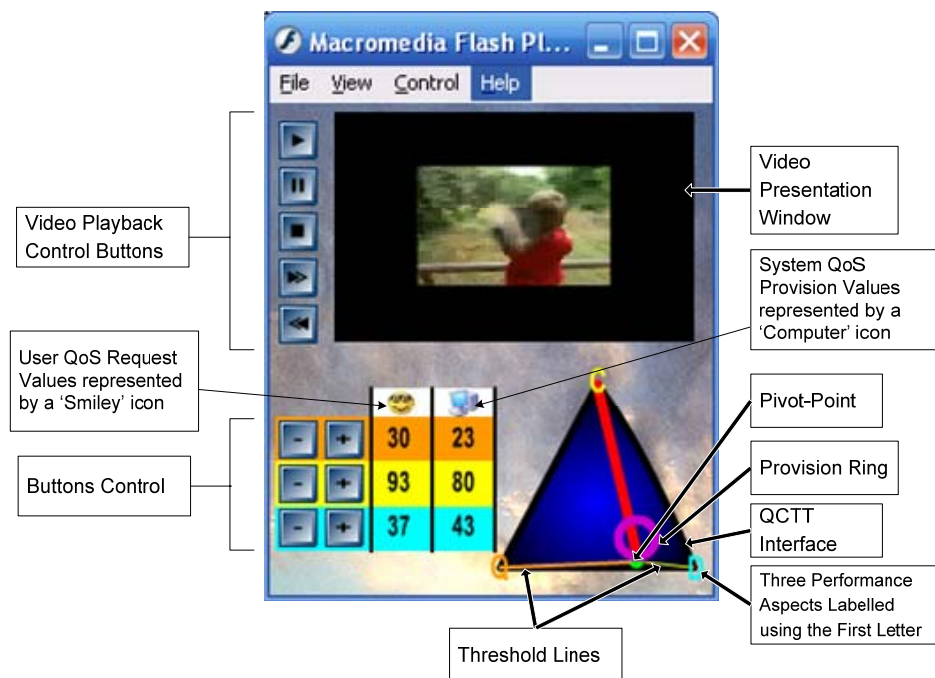 Macromedia Flash Pl...
File View Control Help
Video Playback
Control Buttons
Video
Presentation
Window
System QoS
Provision Values
represented by a
‘Computer’ icon
User QoS Request
Values represented
by a ‘Smiley’ icon
Buttons Control
- + 30 23
- + 93 80
- + 37 43
C
Q
D
Pivot-Point
Provision Ring
QCTT
Interface
Three Performance
Aspects Labelled
using the First Letter
Threshold Lines